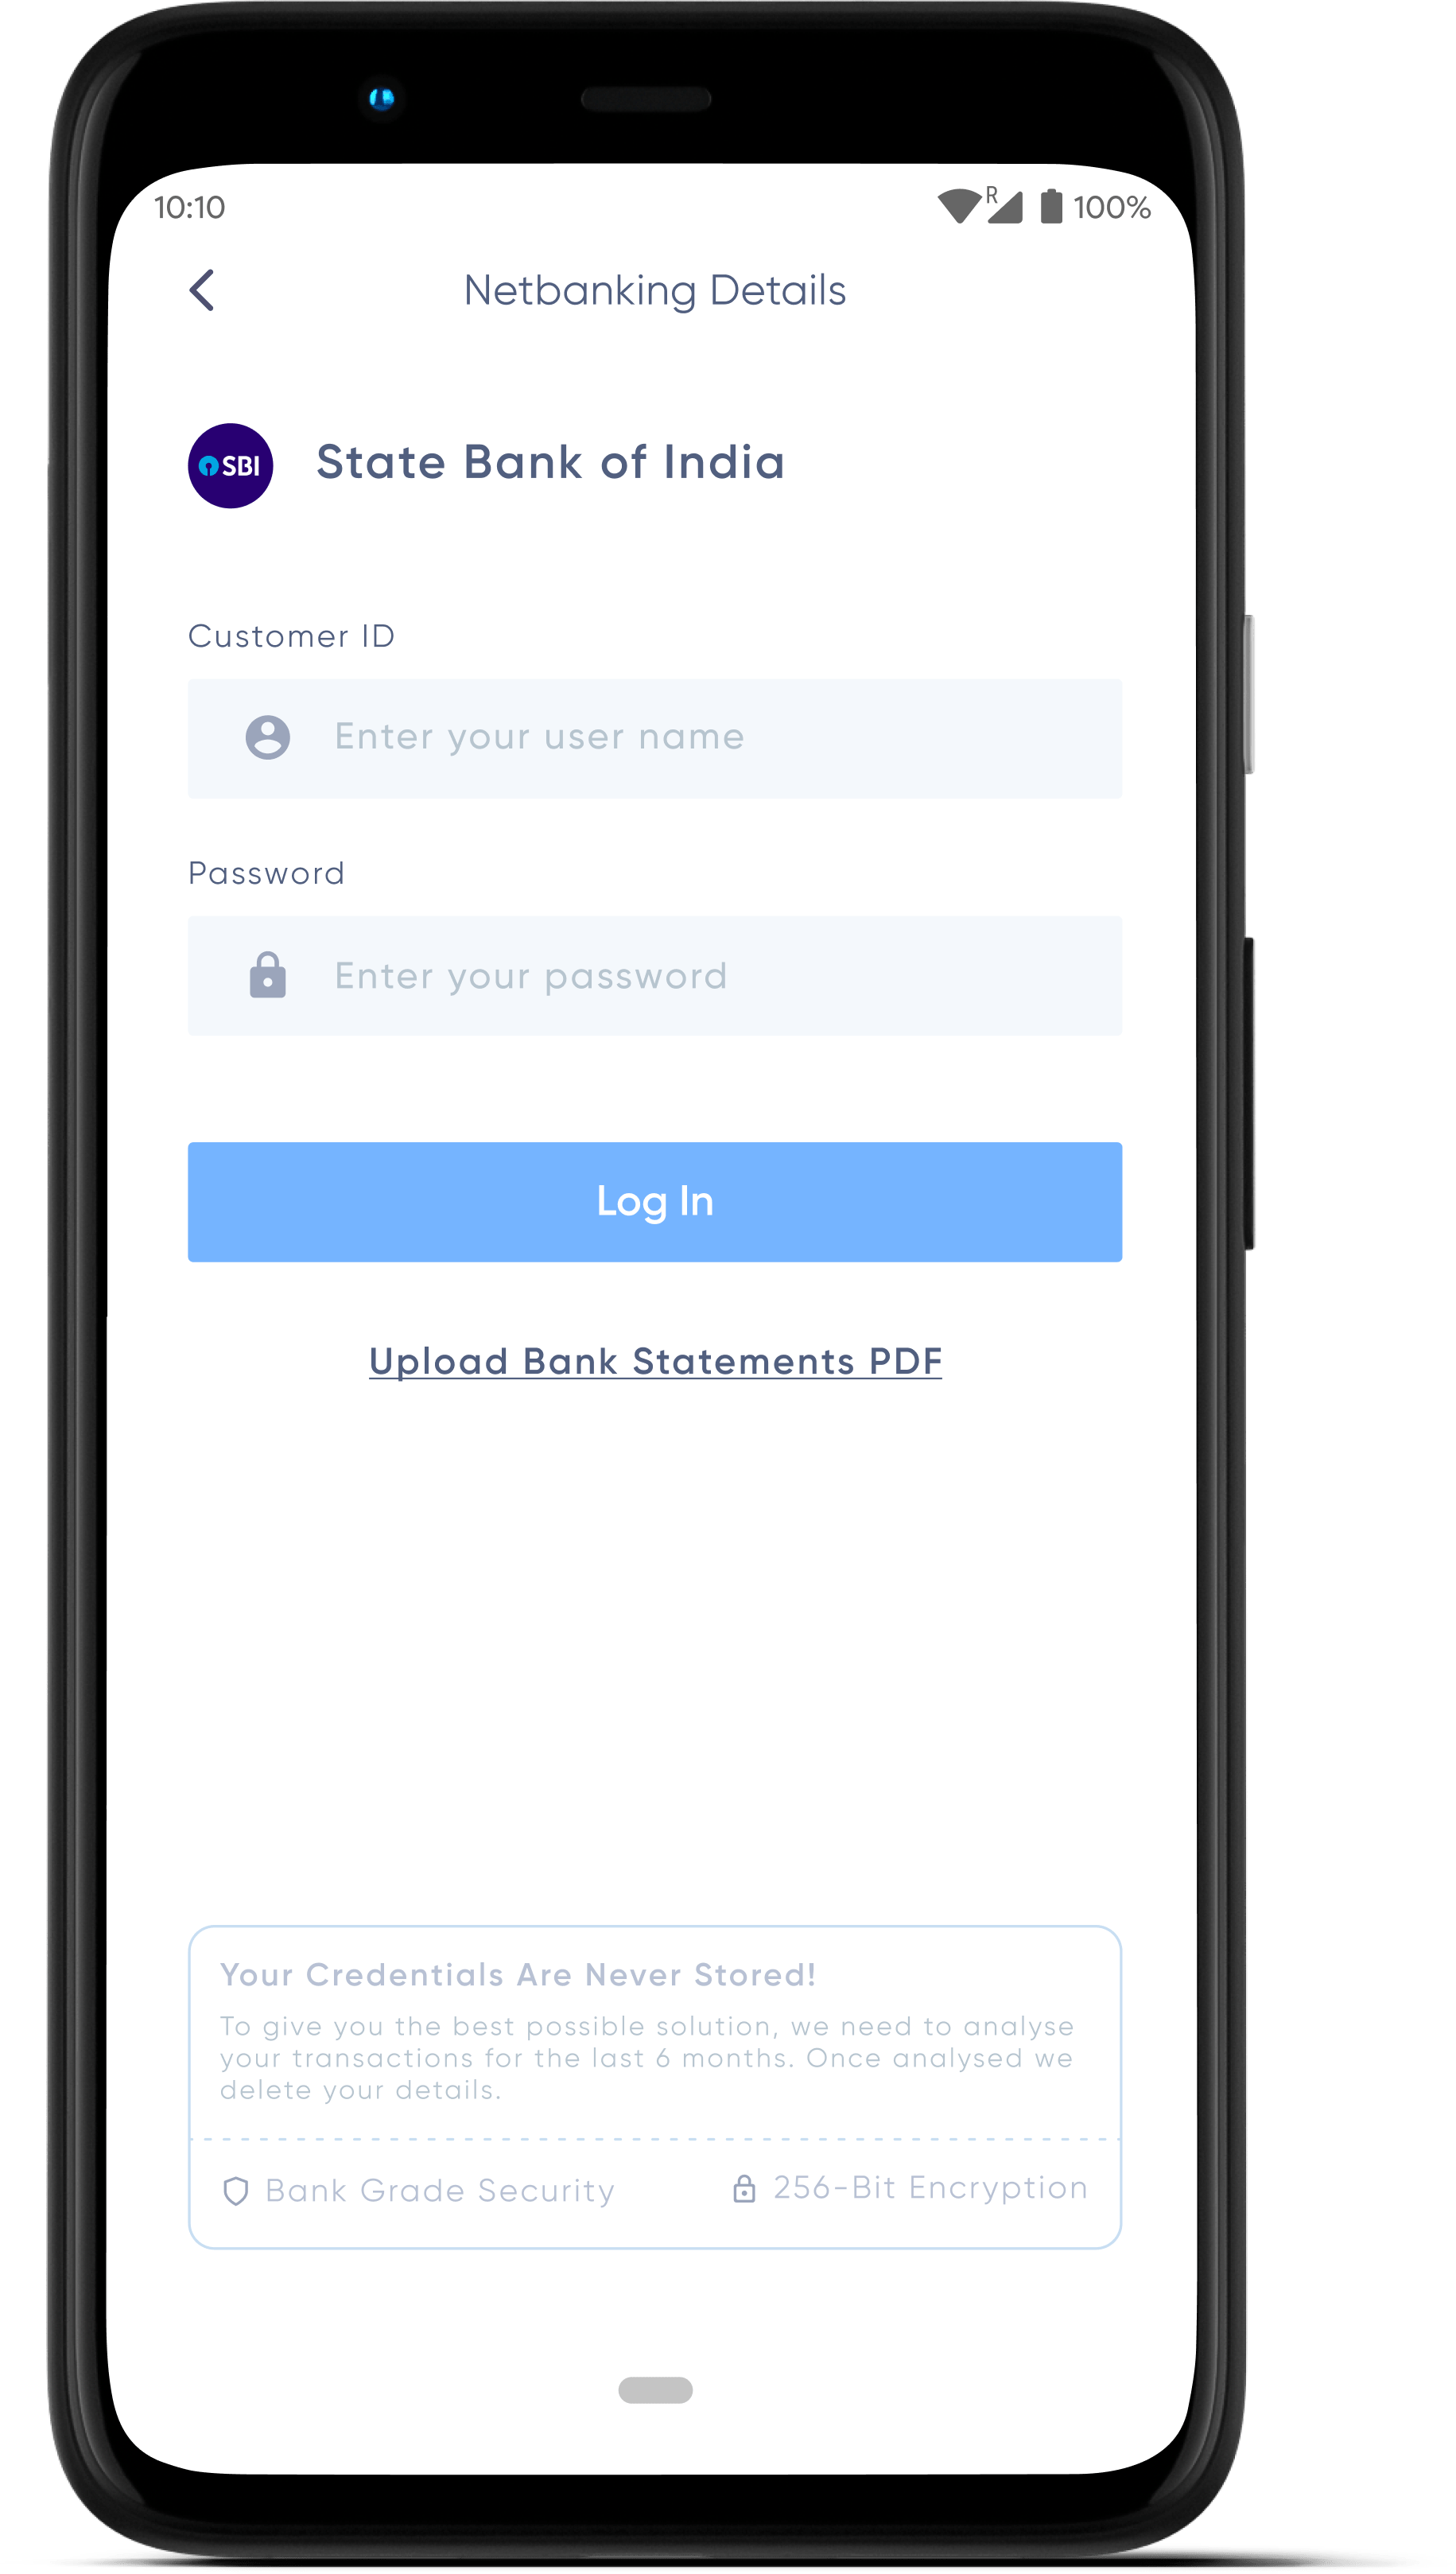 10:10
R
100%
Netbanking Details
SBI
State Bank of India
Customer ID
Enter your user name
Password
Enter your password
Log In
Upload Bank Statements PDF
Your Credentials Are Never Stored!
To give you the best possible solution, we need to analyse
your transactions for the last 6 months. Once analysed we
delete your details.
Bank Grade Security
256-Bit Encryption